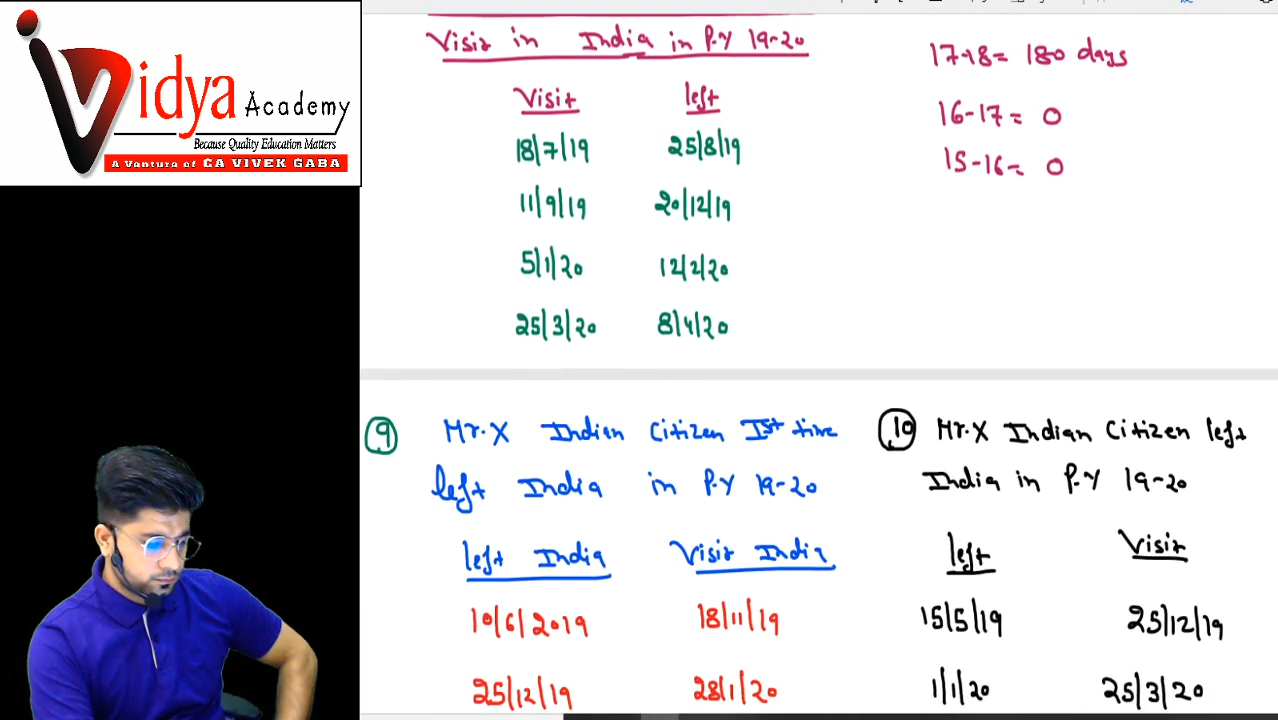 Vidya Academy
Because Quality Education Matters
A Vantura of CA VIVEK GABA
Visit in India in P.Y 19-20
Visit left
18/7/19 25/8/19
11/9/19 20/12/19
5/1/20 12/2/20
25/3/20 8/4/20
17-18 = 180 days
16-17 = 0
15-16 = 0
9 Mr. X Indian Citizen Ist time
left India in P.Y 19-20
left India Visit India
10/6/2019 18/11/19
25/12/19 28/1/20
10 Mr. X Indian Citizen left
India in P.Y 19-20
left Visit
15/5/19 25/12/19
1/1/20 25/3/20